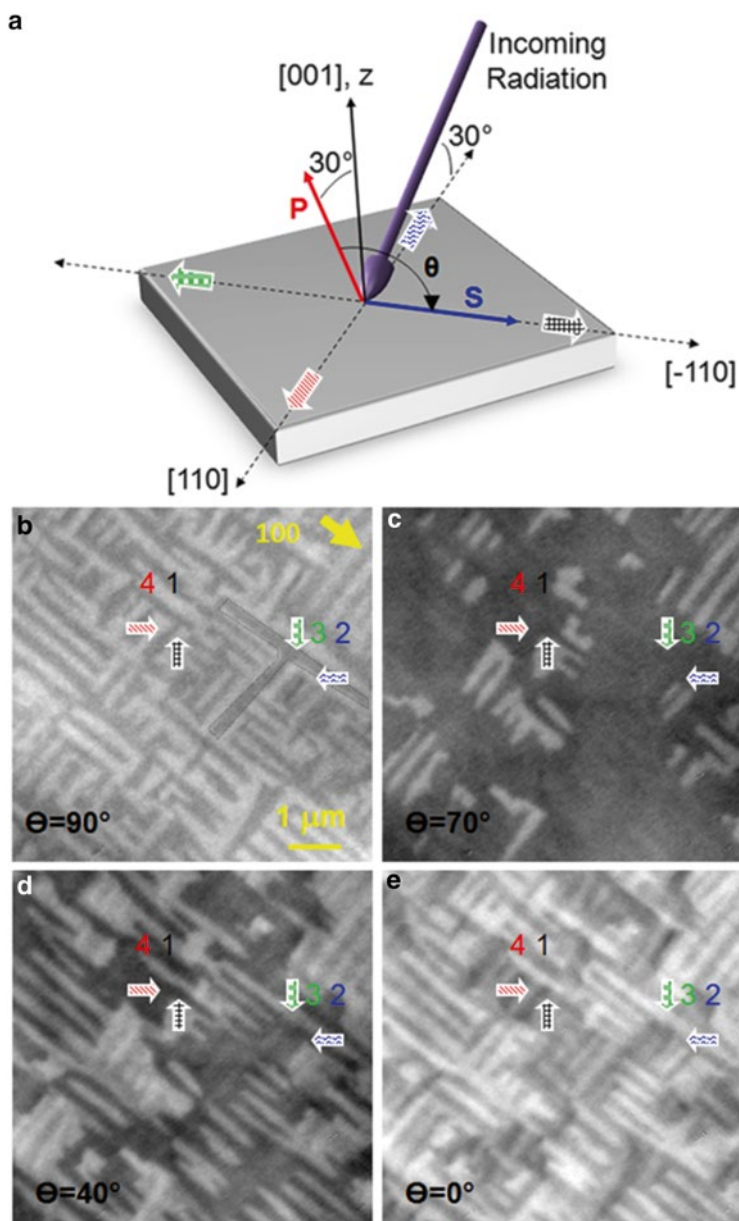 a
Incoming
Radiation
[001], z
30°
30°
P
θ
S
[-110]
[110]
b
100
4 1
3 2
Ɵ=90°
1 µm
c
4 1
3 2
Ɵ=70°
d
4 1
3 2
Ɵ=40°
e
4 1
3 2
Ɵ=0°